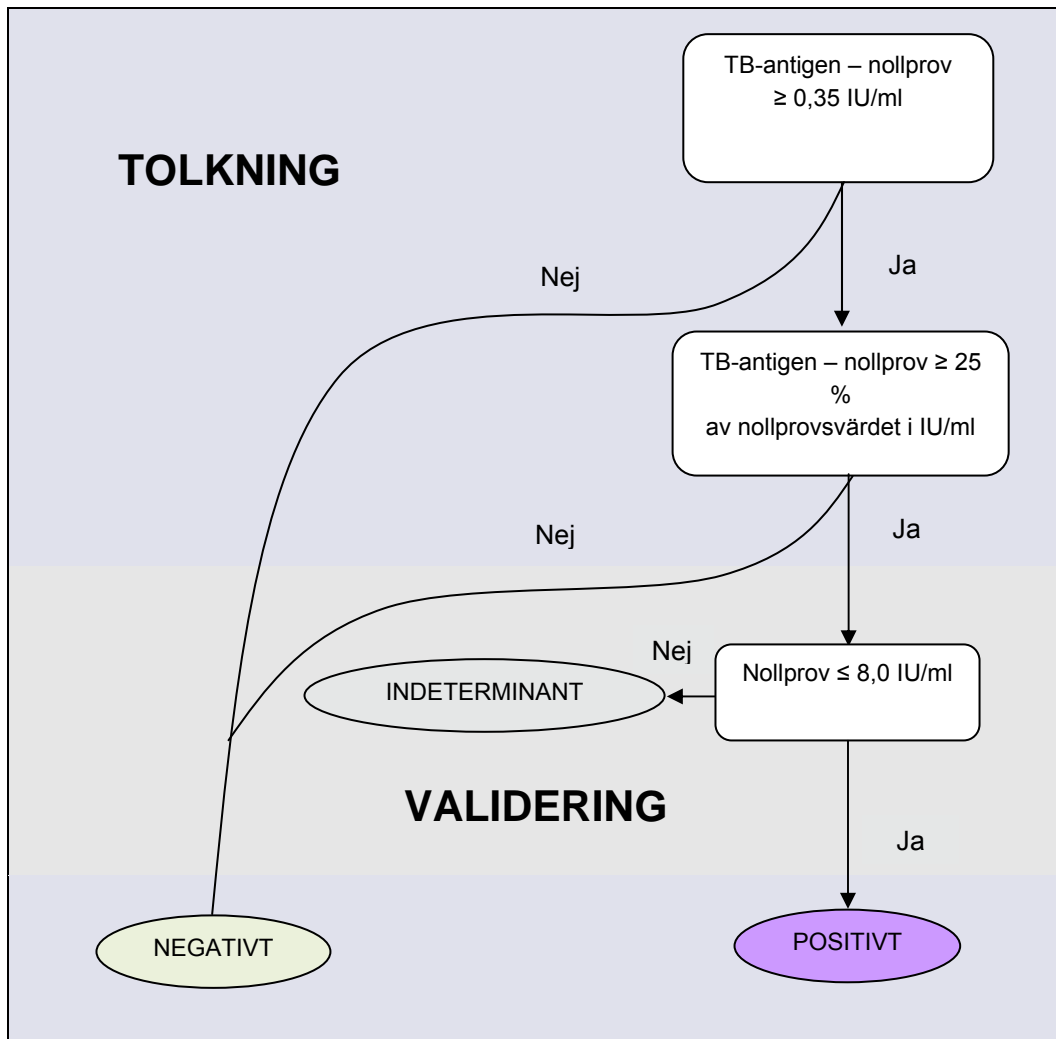 TB-antigen – nollprov
≥ 0,35 IU/ml
TOLKNING
Nej
Ja
TB-antigen – nollprov ≥ 25
%
av nollprovsvärdet i IU/ml
Nej
Ja
Nej
Nollprov ≤ 8,0 IU/ml
INDETERMINANT
VALIDERING
Ja
NEGATIVT
POSITIVT